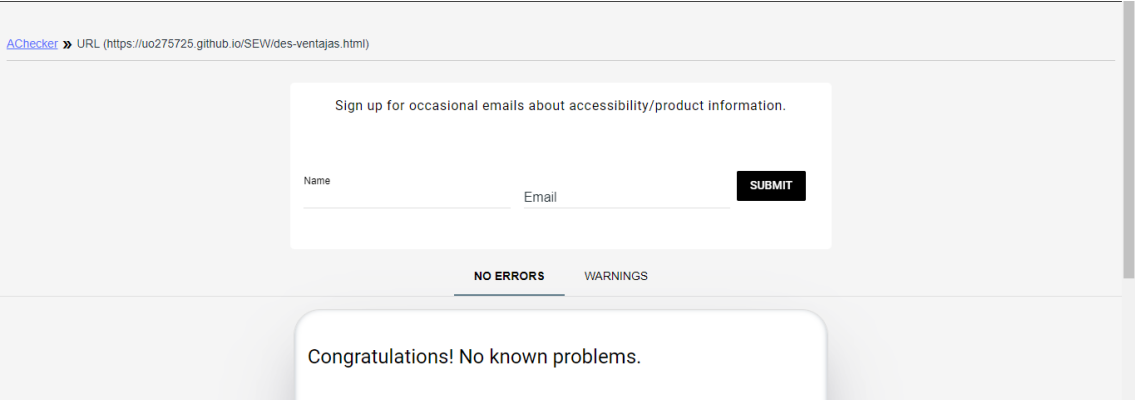 AChecker » URL (https://uo275725.github.io/SEW/des-ventajas.html)
Sign up for occasional emails about accessibility/product information.
Name
Email
SUBMIT
NO ERRORS WARNINGS
Congratulations! No known problems.